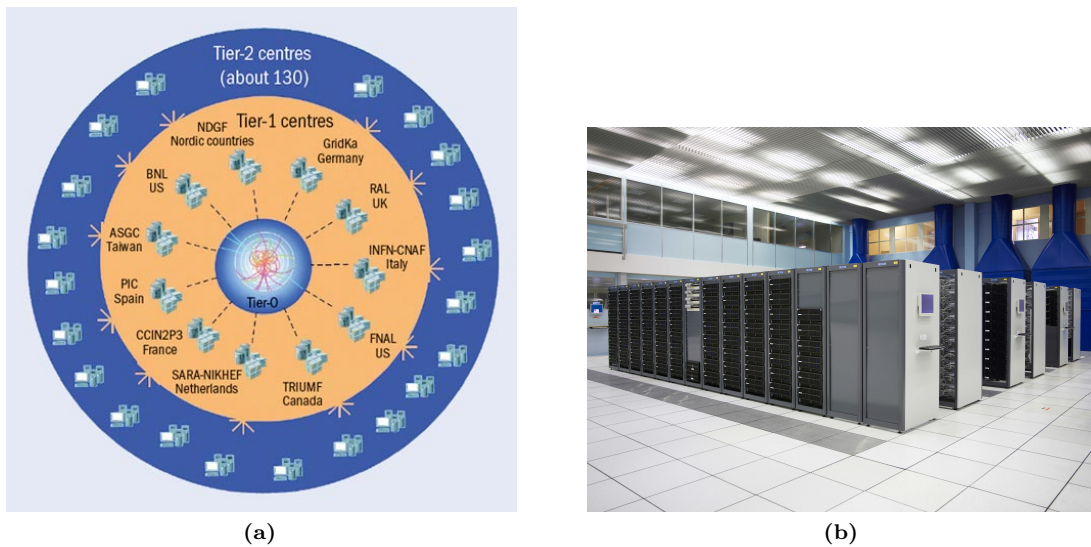 Tier-2 centres
(about 130)
Tier-1 centres
NDGF
Nordic countries
GridKa
Germany
BNL
US
RAL
UK
ASGC
Taiwan
INFN-CNAF
Italy
PIC
Spain
Tier-0
CCIN2P3
France
FNAL
US
SARA-NIKHEF
Netherlands
TRIUMF
Canada
(a)
(b)